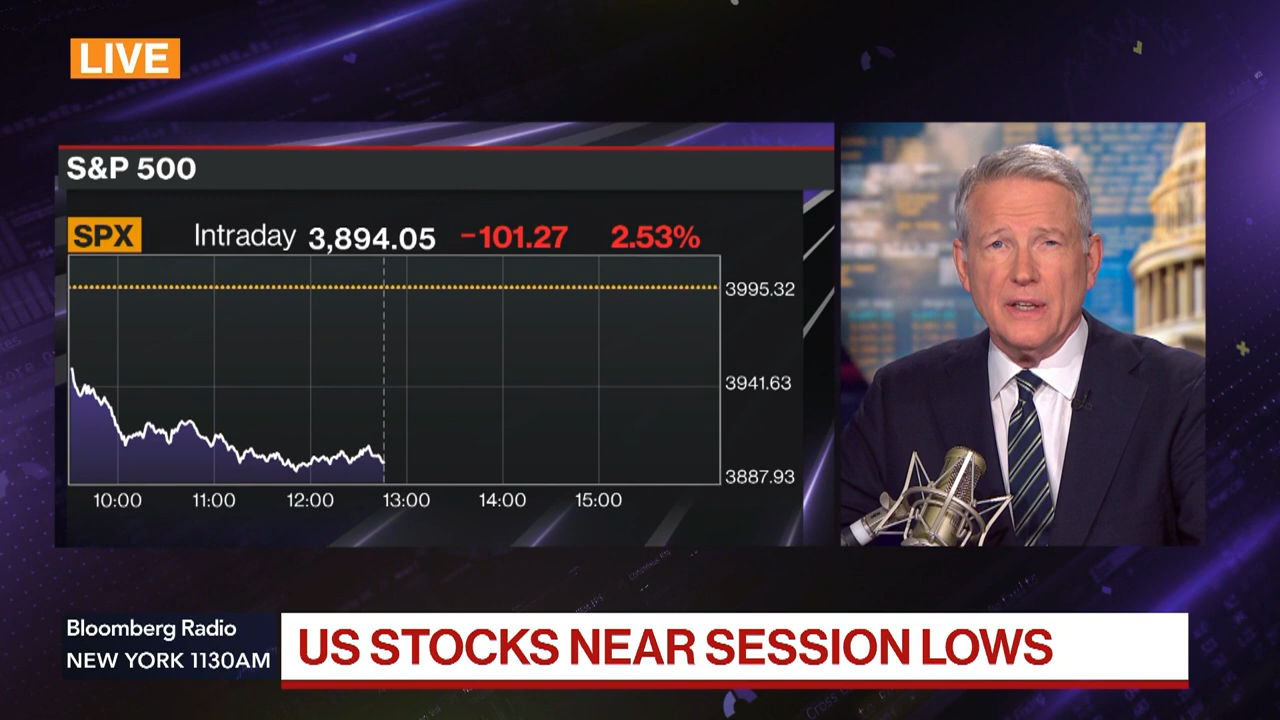 LIVE
S&P 500
SPX Intraday 3,894.05 −101.27 2.53%
3995.32
3941.63
3887.93
10:00 11:00 12:00 13:00 14:00 15:00
Bloomberg Radio
NEW YORK 1130AM
US STOCKS NEAR SESSION LOWS